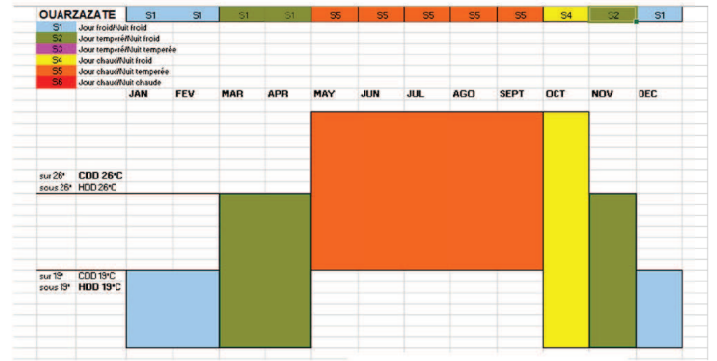 OUARZAZATE S1 S1 S1 S1 S5 S5 S5 S5 S5 S4 S2 S1
S1 Jour froid/Nuit froid
S2 Jour tempéré/Nuit froid
S3 Jour tempéré/Nuit temperée
S4 Jour chaud/Nuit froid
S5 Jour chaud/Nuit temperée
S6 Jour chaud/Nuit chaude
JAN FEV MAR APR MAY JUN JUL AGO SEPT OCT NOV DEC
sur 26° CDD 26°C
sous 26° HDD 26°C
sur 19° CDD 19°C
sous 19° HDD 19°C